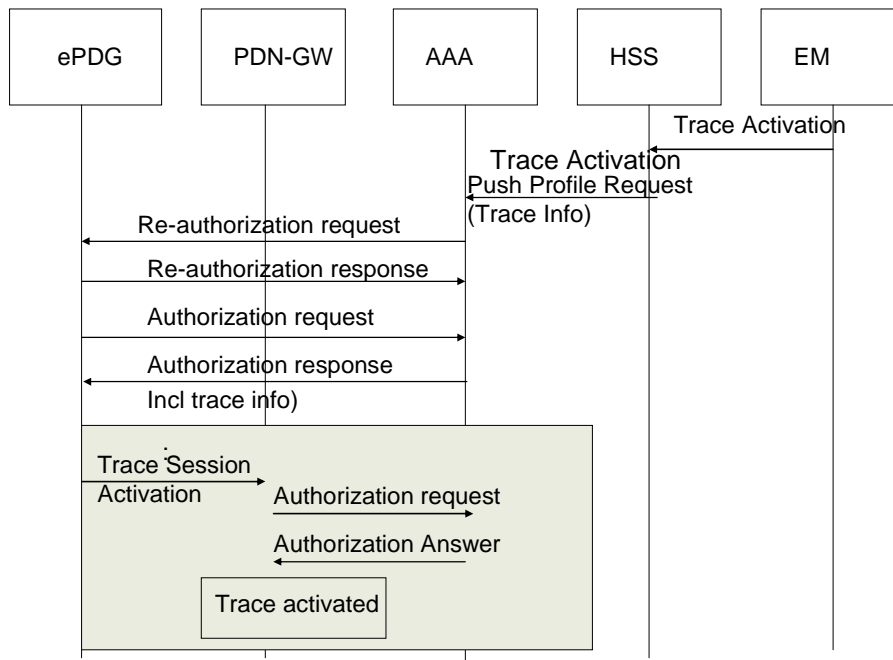 ePDG
PDN-GW
AAA
HSS
EM
Trace Activation
Trace Activation
Push Profile Request
(Trace Info)
Re-authorization request
Re-authorization response
Authorization request
Authorization response
Incl trace info)
:
Trace Session
Activation
Authorization request
Authorization Answer
Trace activated